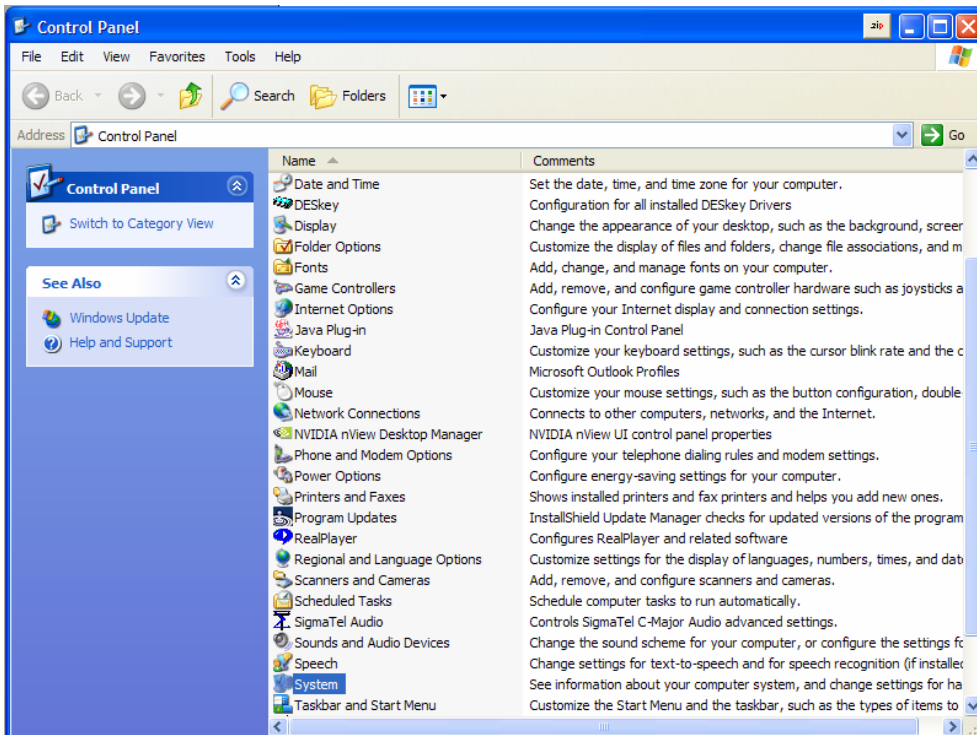 Control Panel
.zip
File Edit View Favorites Tools Help
Back Search Folders
Address Control Panel Go
Control Panel
Switch to Category View
See Also
Windows Update
Help and Support
Name Comments
Date and Time Set the date, time, and time zone for your computer.
DESkey Configuration for all installed DESkey Drivers
Display Change the appearance of your desktop, such as the background, screen
Folder Options Customize the display of files and folders, change file associations, and m
Fonts Add, change, and manage fonts on your computer.
Game Controllers Add, remove, and configure game controller hardware such as joysticks a
Internet Options Configure your Internet display and connection settings.
Java Plug-in Java Plug-in Control Panel
Keyboard Customize your keyboard settings, such as the cursor blink rate and the c
Mail Microsoft Outlook Profiles
Mouse Customize your mouse settings, such as the button configuration, double-
Network Connections Connects to other computers, networks, and the Internet.
NVIDIA nView Desktop Manager NVIDIA nView UI control panel properties
Phone and Modem Options Configure your telephone dialing rules and modem settings.
Power Options Configure energy-saving settings for your computer.
Printers and Faxes Shows installed printers and fax printers and helps you add new ones.
Program Updates InstallShield Update Manager checks for updated versions of the program
RealPlayer Configures RealPlayer and related software
Regional and Language Options Customize settings for the display of languages, numbers, times, and date
Scanners and Cameras Add, remove, and configure scanners and cameras.
Scheduled Tasks Schedule computer tasks to run automatically.
SigmaTel Audio Controls SigmaTel C-Major Audio advanced settings.
Sounds and Audio Devices Change the sound scheme for your computer, or configure the settings fo
Speech Change settings for text-to-speech and for speech recognition (if installed
System See information about your computer system, and change settings for ha
Taskbar and Start Menu Customize the Start Menu and the taskbar, such as the types of items to